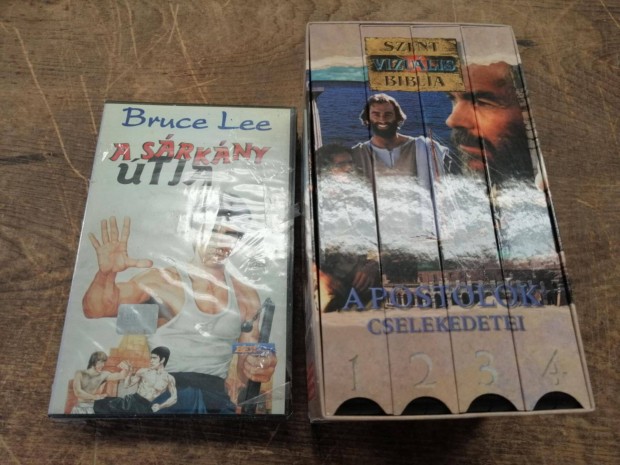 Bruce Lee
A SÁRKÁNY
ÚTJA
SZENT
VIZUÁLIS
BIBLIA
APOSTOLOK
CSELEKEDETEI
1 2 3 4